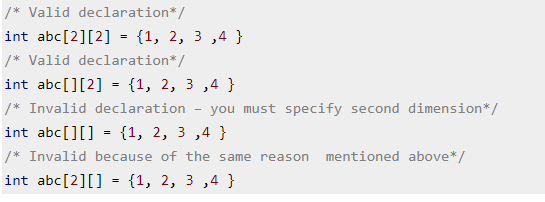 /* Valid declaration*/
int abc[2][2] = {1, 2, 3 ,4 }
/* Valid declaration*/
int abc[][2] = {1, 2, 3 ,4 }
/* Invalid declaration – you must specify second dimension*/
int abc[][] = {1, 2, 3 ,4 }
/* Invalid because of the same reason  mentioned above*/
int abc[2][] = {1, 2, 3 ,4 }